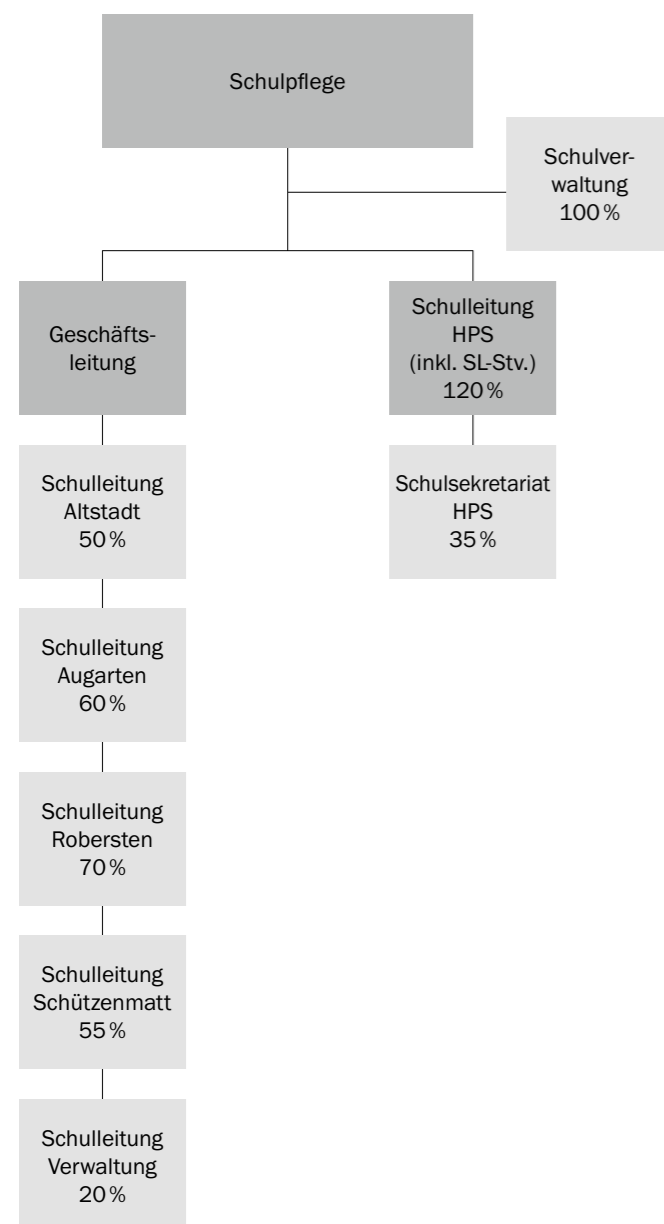 Schulpflege
Schulver-
waltung
100 %
Geschäfts-
leitung
Schulleitung
HPS
(inkl. SL-Stv.)
120 %
Schulleitung
Altstadt
50 %
Schulsekretariat
HPS
35 %
Schulleitung
Augarten
60 %
Schulleitung
Robersten
70 %
Schulleitung
Schützenmatt
55 %
Schulleitung
Verwaltung
20 %